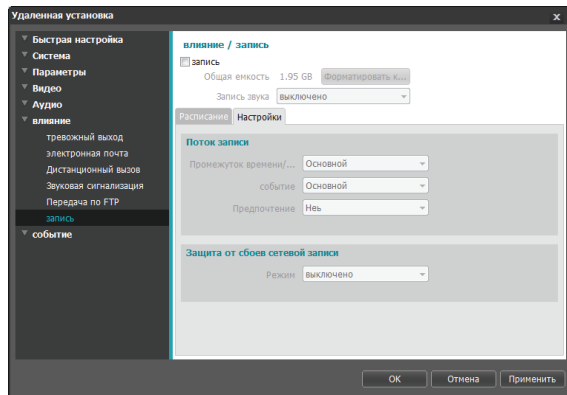 Удаленная установка
x
Быстрая настройка
Система
Параметры
Видео
Аудио
влияние
тревожный выход
электронная почта
Дистанционный вызов
Звуковая сигнализация
Передача по FTP
запись
событие
влияние / запись
запись
Общая емкость 1.95 GB Форматировать к...
Запись звука выключено
Расписание Настройки
Поток записи
Промежуток времени/... Основной
событие Основной
Предпочтение Неь
Защита от сбоев сетевой записи
Режим выключено
OK Отмена Применить